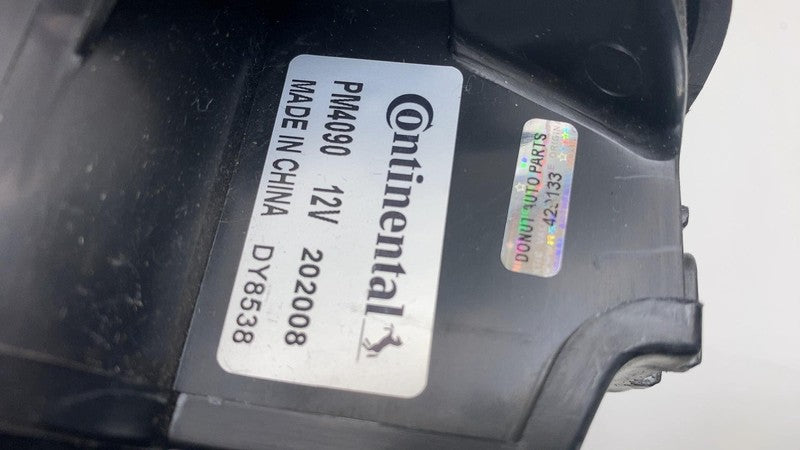 Continental
PM4090 12V 202008
MADE IN CHINA DY8538
DONUT AUTO PARTS